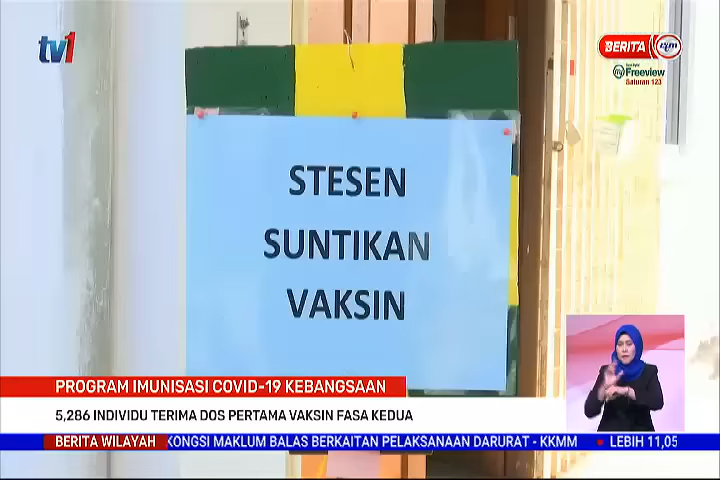 tv1
BERITA rtm
myFreeview
Saluran 123
STESEN
SUNTIKAN
VAKSIN
PROGRAM IMUNISASI COVID-19 KEBANGSAAN
5,286 INDIVIDU TERIMA DOS PERTAMA VAKSIN FASA KEDUA
BERITA WILAYAH KONGSI MAKLUM BALAS BERKAITAN PELAKSANAAN DARURAT - KKMM • LEBIH 11,05